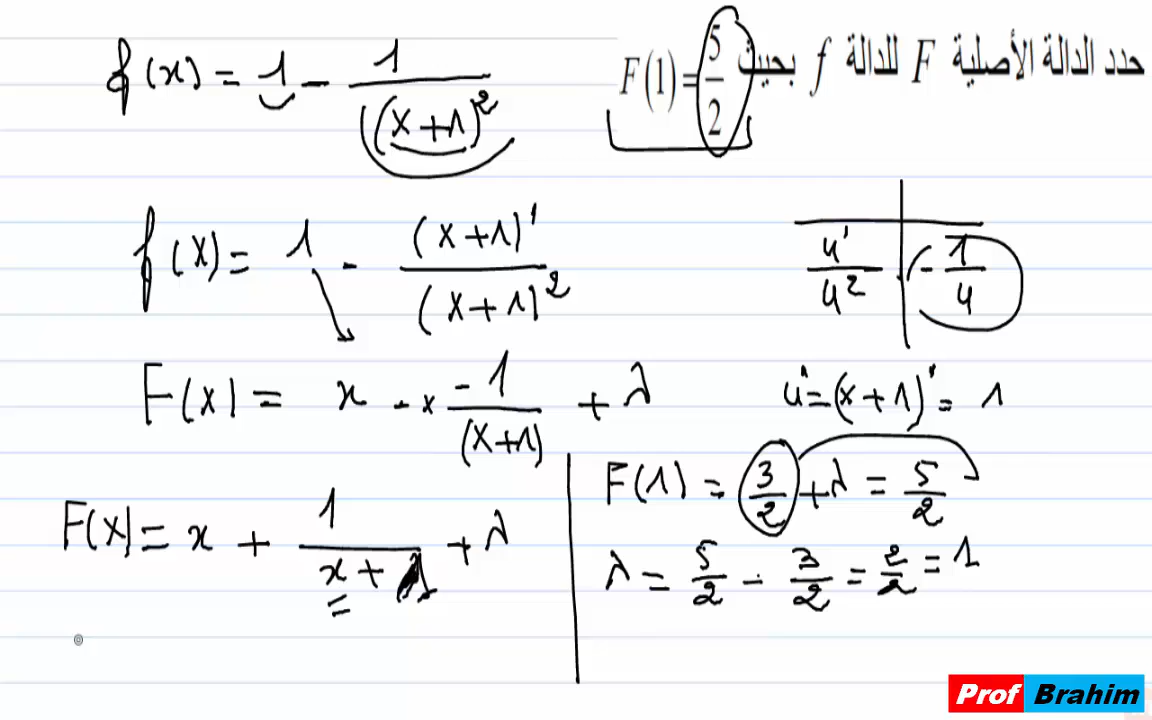 حدد الدالة الأصلية F للدالة f بحيث F(1) = 5/2
f(x) = 1 - 1/(x+1)²
f(x) = 1 - (x+1)'/(x+1)²
u'/u² | -1/u
F(x) = x - x -1/(x+1) + λ
u' = (x+1)' = 1
F(x) = x + 1/(x+1) + λ
F(1) = 3/2 + λ = 5/2
λ = 5/2 - 3/2 = 2/2 = 1
Prof Brahim